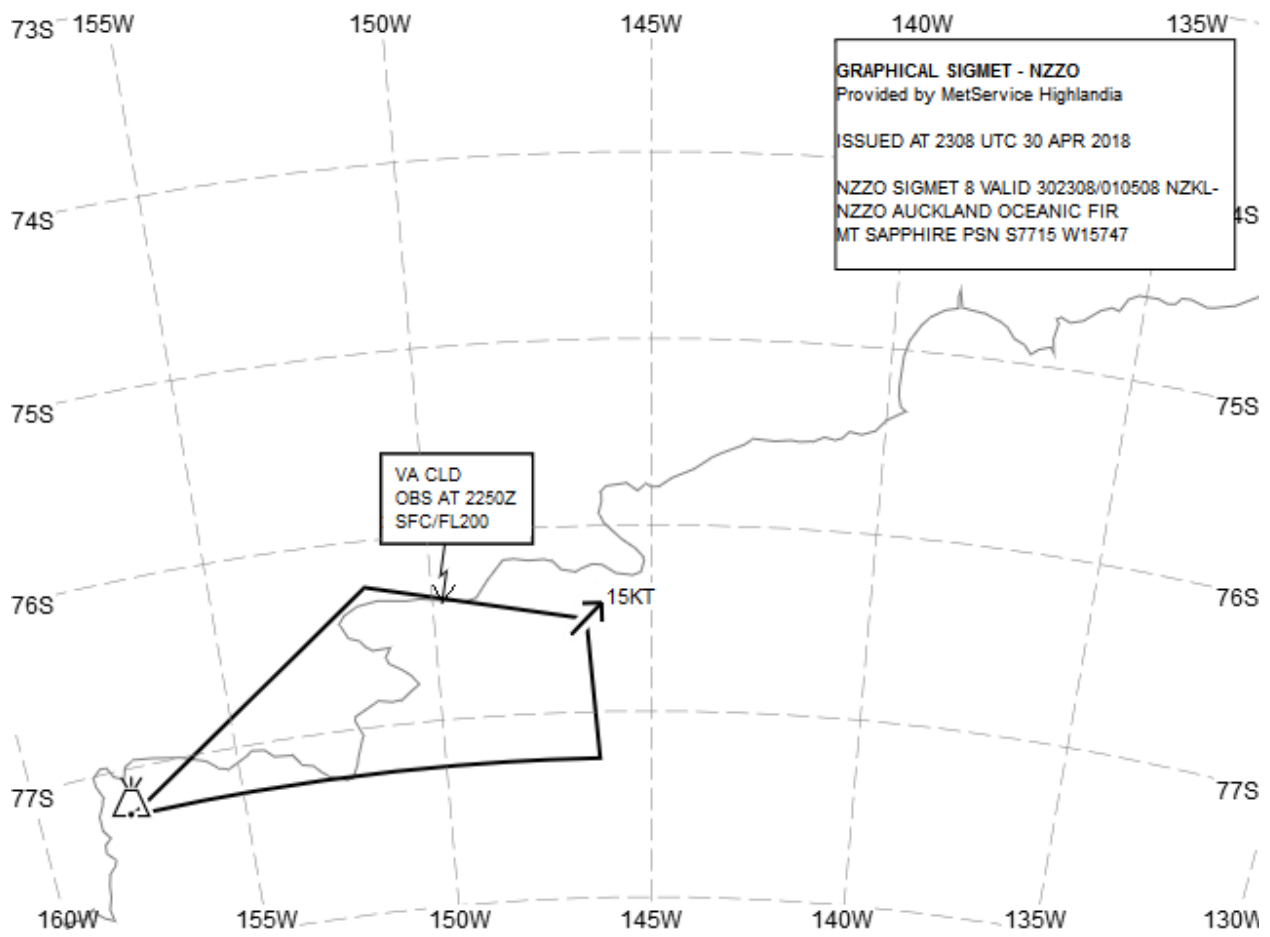 73S
155W
150W
145W
140W
135W
GRAPHICAL SIGMET - NZZO
Provided by MetService Highlandia
ISSUED AT 2308 UTC 30 APR 2018
NZZO SIGMET 8 VALID 302308/010508 NZKL-
NZZO AUCKLAND OCEANIC FIR
MT SAPPHIRE PSN S7715 W15747
74S
4S
75S
75S
VA CLD
OBS AT 2250Z
SFC/FL200
76S
15KT
76S
77S
77S
160W
155W
150W
145W
140W
135W
130W